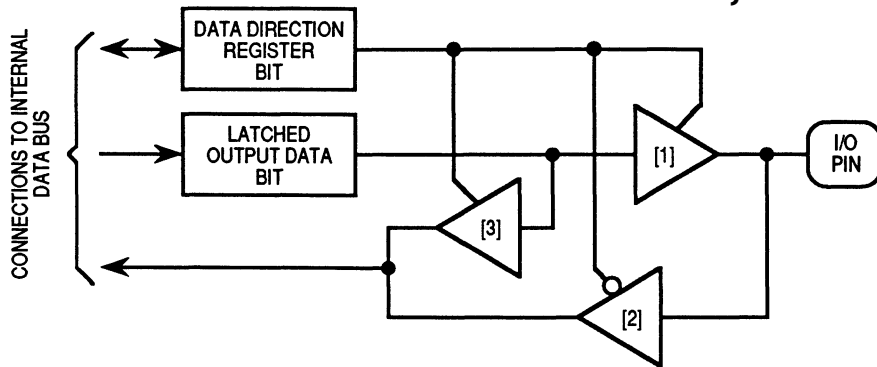 CONNECTIONS TO INTERNAL
DATA BUS
DATA DIRECTION
REGISTER
BIT
LATCHED
OUTPUT DATA
BIT
[1]
I/O
PIN
[3]
[2]